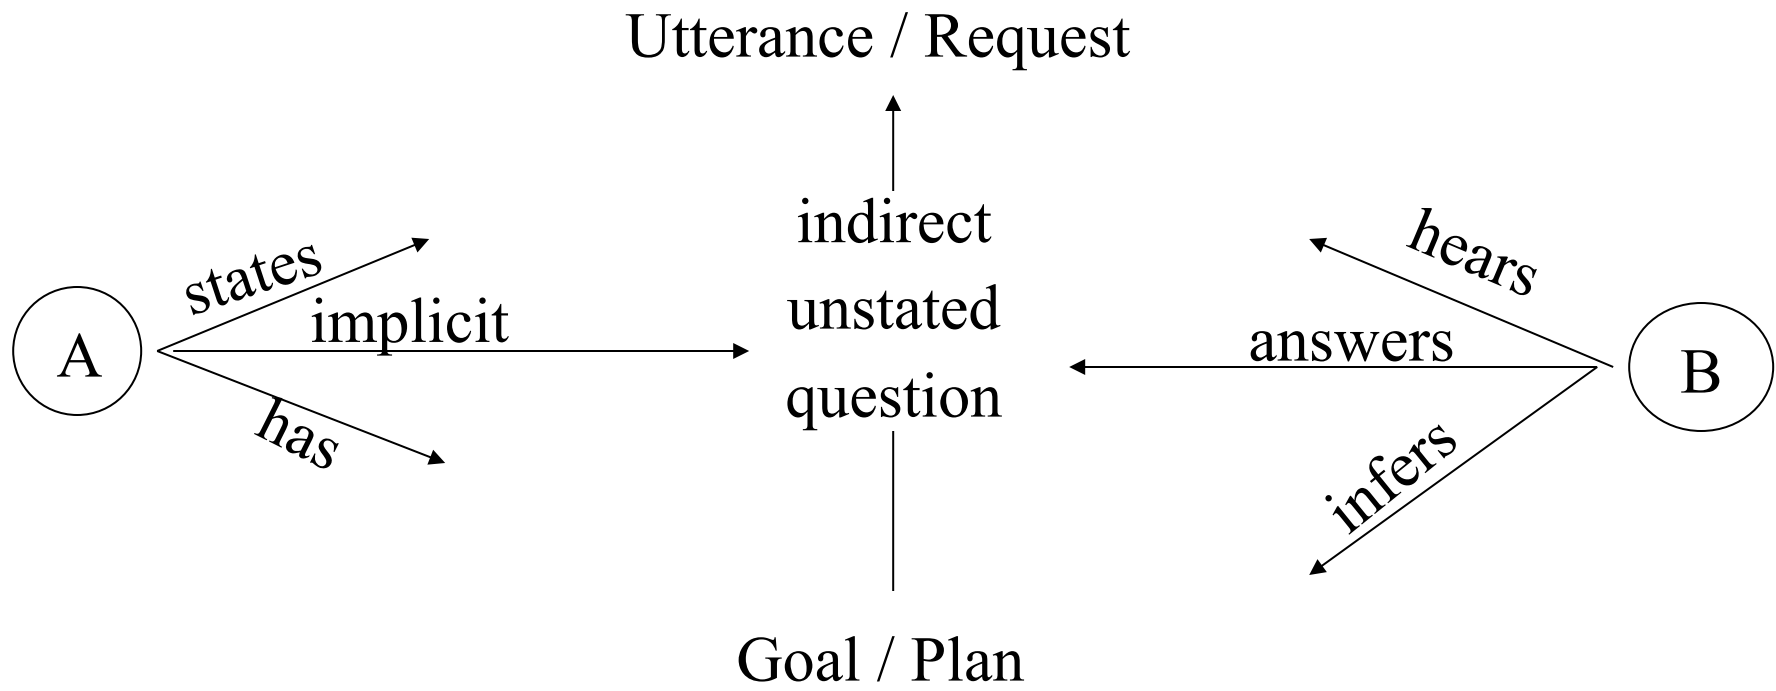 Utterance / Request
indirect
unstated
question
Goal / Plan
A
states
implicit
has
B
hears
answers
infers